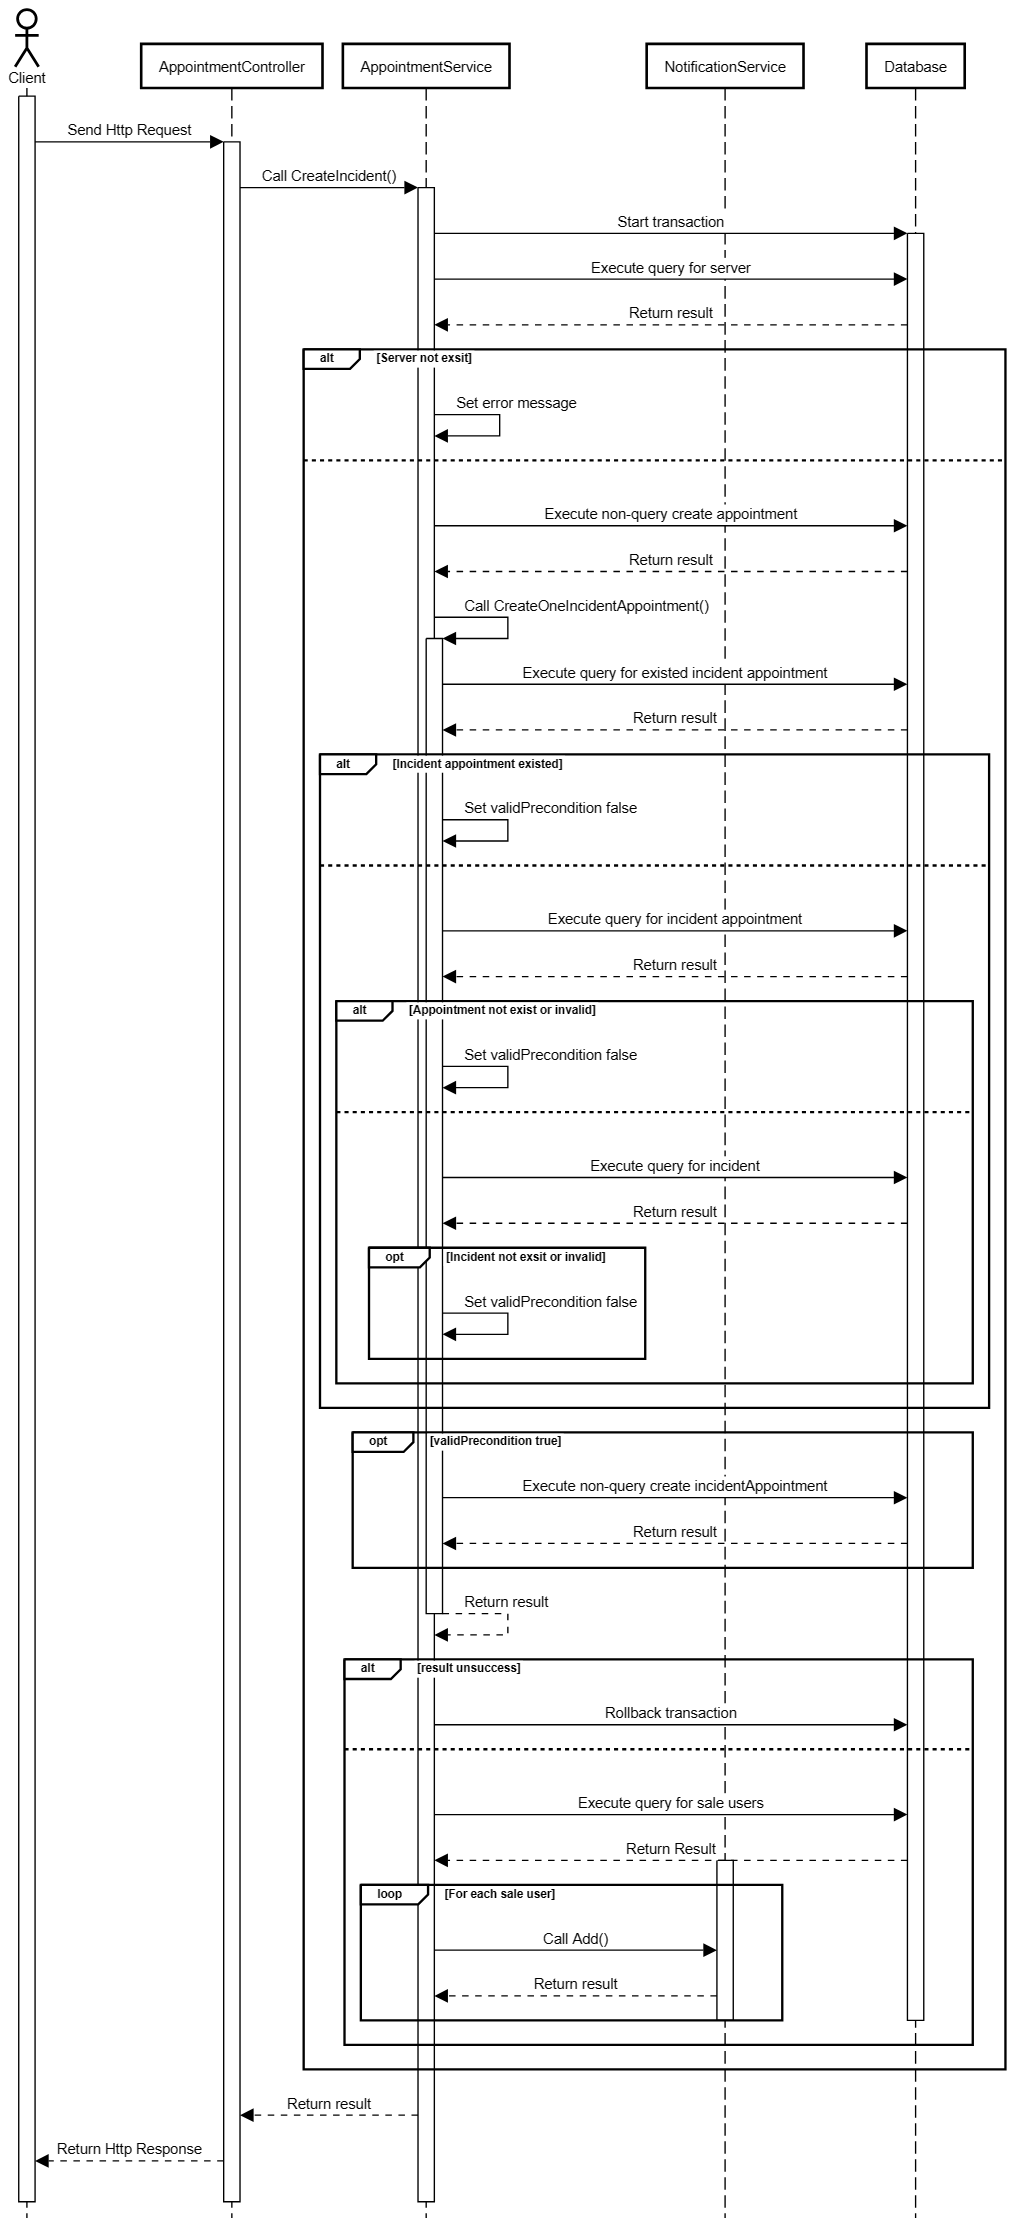 Client
AppointmentController
AppointmentService
NotificationService
Database
Send Http Request
Call CreateIncident()
Start transaction
Execute query for server
Return result
alt [Server not exsit]
Set error message
Execute non-query create appointment
Return result
Call CreateOneIncidentAppointment()
Execute query for existed incident appointment
Return result
alt [Incident appointment existed]
Set validPrecondition false
Execute query for incident appointment
Return result
alt [Appointment not exist or invalid]
Set validPrecondition false
Execute query for incident
Return result
opt [Incident not exsit or invalid]
Set validPrecondition false
opt [validPrecondition true]
Execute non-query create incidentAppointment
Return result
Return result
alt [result unsuccess]
Rollback transaction
Execute query for sale users
Return Result
loop [For each sale user]
Call Add()
Return result
Return result
Return Http Response